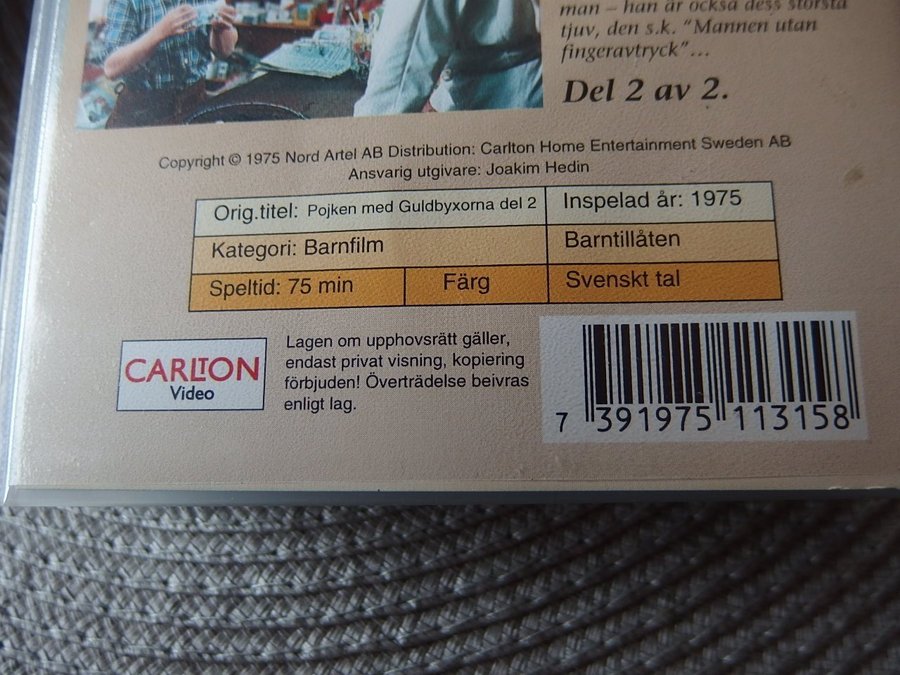 man – han är också dess största
tjuv, den s.k. "Mannen utan
fingeravtryck"...
Del 2 av 2.
Copyright © 1975 Nord Artel AB Distribution: Carlton Home Entertainment Sweden AB
Ansvarig utgivare: Joakim Hedin
Orig.titel: Pojken med Guldbyxorna del 2 Inspelad år: 1975
Kategori: Barnfilm Barntillåten
Speltid: 75 min Färg Svenskt tal
CARLTON
Video
Lagen om upphovsrätt gäller,
endast privat visning, kopiering
förbjuden! Överträdelse beivras
enligt lag.
7 391975 113158